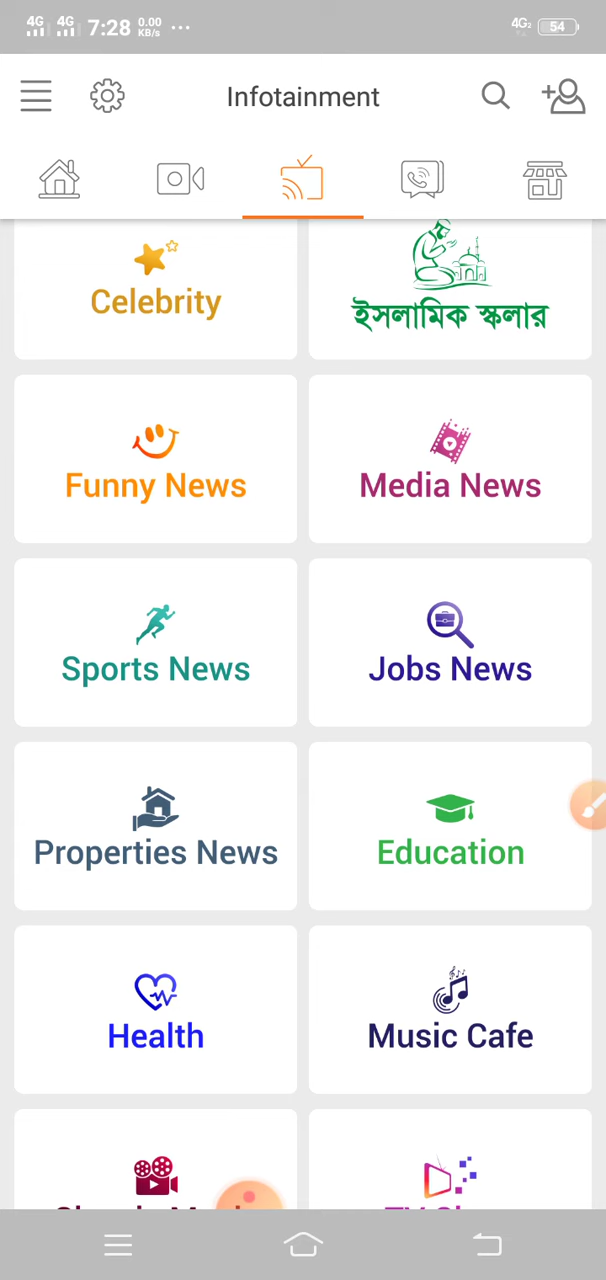 4G 4G 7:28 0.00 KB/s ... 4G2 54
Infotainment
Celebrity
ইসলামিক স্কলার
Funny News
Media News
Sports News
Jobs News
Properties News
Education
Health
Music Cafe